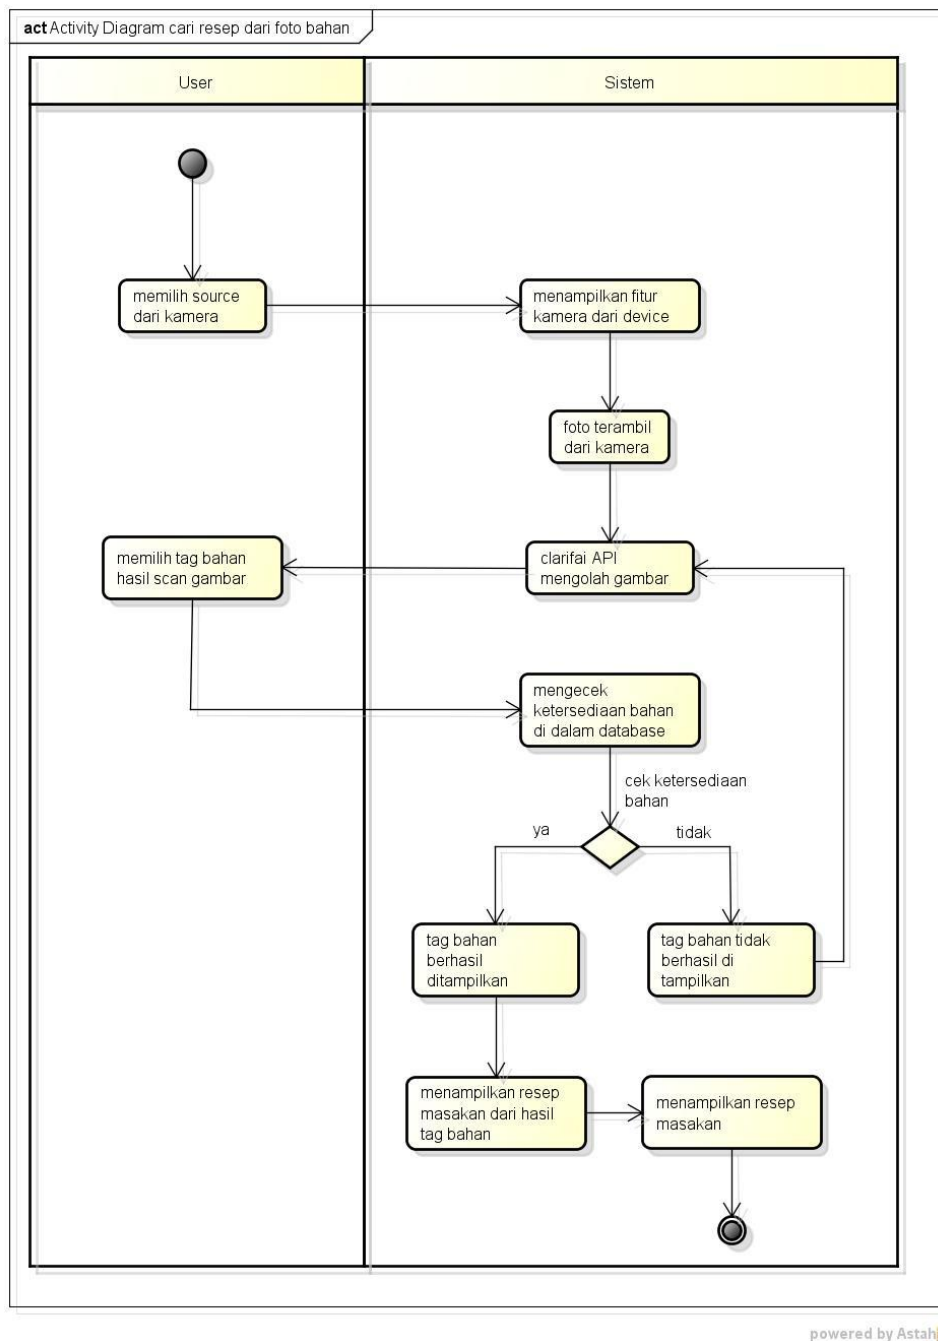 act Activity Diagram cari resep dari foto bahan
User
Sistem
memilih source
dari kamera
menampilkan fitur
kamera dari device
foto terambil
dari kamera
clarifai API
mengolah gambar
memilih tag bahan
hasil scan gambar
mengecek
ketersediaan bahan
di dalam database
cek ketersediaan
bahan
ya
tidak
tag bahan
berhasil
ditampilkan
tag bahan tidak
berhasil di
tampilkan
menampilkan resep
masakan dari hasil
tag bahan
menampilkan resep
masakan
powered by Astah